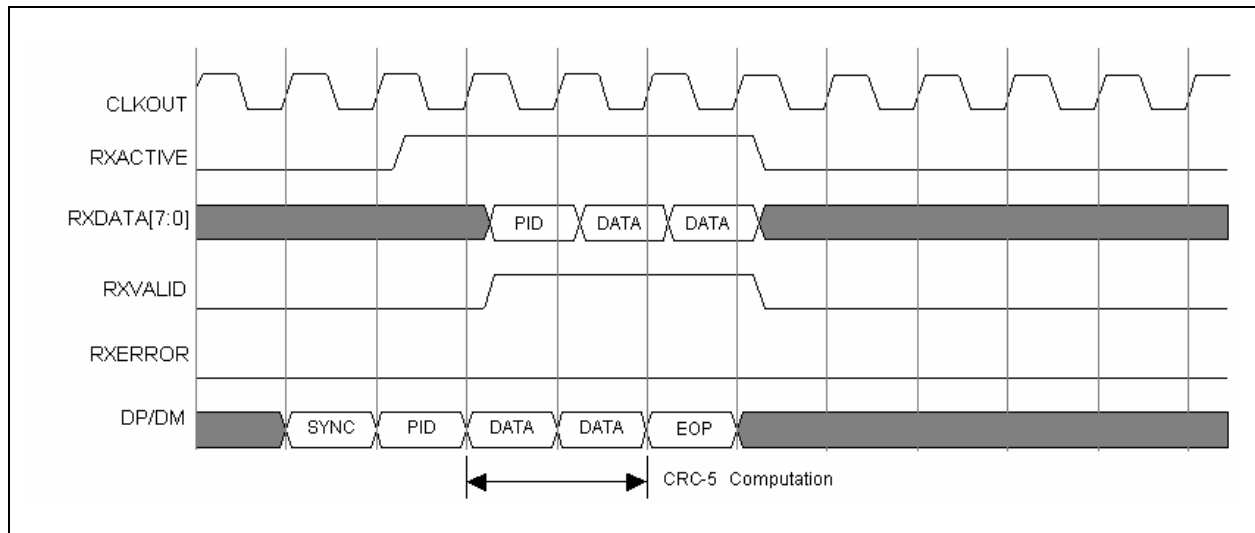 CLKOUT
RXACTIVE
RXDATA[7:0]
PID DATA DATA
RXVALID
RXERROR
DP/DM
SYNC PID DATA DATA EOP
CRC-5 Computation